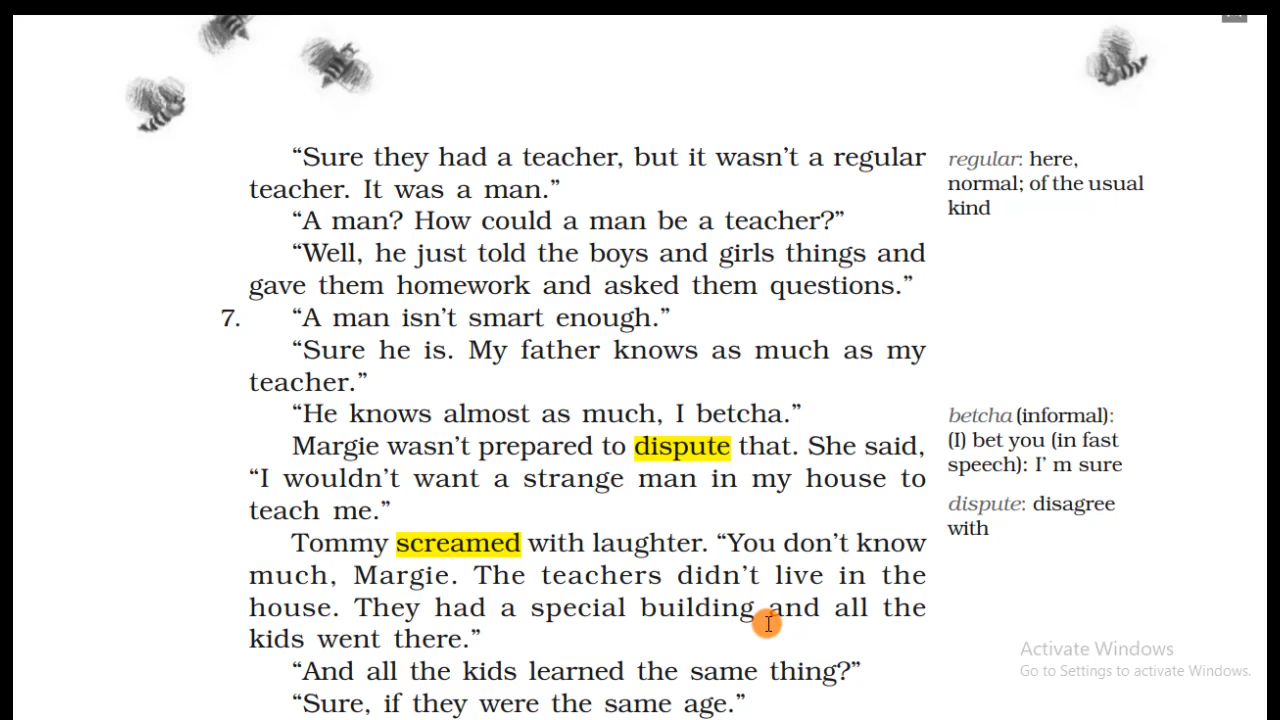 “Sure they had a teacher, but it wasn’t a regular
teacher. It was a man.”
“A man? How could a man be a teacher?”
“Well, he just told the boys and girls things and
gave them homework and asked them questions.”
7. “A man isn’t smart enough.”
“Sure he is. My father knows as much as my
teacher.”
“He knows almost as much, I betcha.”
Margie wasn’t prepared to dispute that. She said,
“I wouldn’t want a strange man in my house to
teach me.”
Tommy screamed with laughter. “You don’t know
much, Margie. The teachers didn’t live in the
house. They had a special building and all the
kids went there.”
“And all the kids learned the same thing?”
“Sure, if they were the same age.”
regular: here,
normal; of the usual
kind
betcha (informal):
(I) bet you (in fast
speech): I’ m sure
dispute: disagree
with
Activate Windows
Go to Settings to activate Windows.